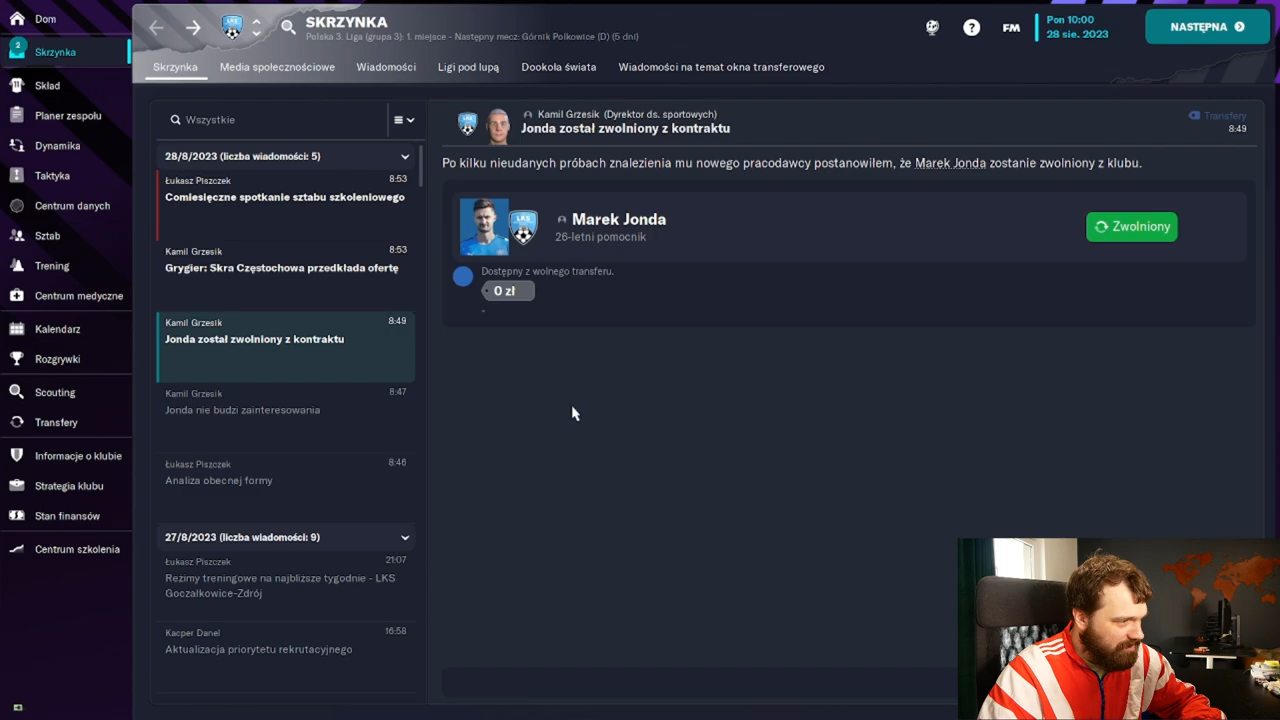 Dom
2
Skrzynka
Skład
Planer zespołu
Dynamika
Taktyka
Centrum danych
Sztab
Trening
Centrum medyczne
Kalendarz
Rozgrywki
Scouting
Transfery
Informacje o klubie
Strategia klubu
Stan finansów
Centrum szkolenia
SKRZYNKA
Polska 3. Liga (grupa 3): 1. miejsce - Następny mecz: Górnik Polkowice (D) (5 dni)
?
FM
Pon 10:00
28 sie. 2023
NASTĘPNA
Skrzynka
Media społecznościowe
Wiadomości
Ligi pod lupą
Dookoła świata
Wiadomości na temat okna transferowego
Wszystkie
28/8/2023 (liczba wiadomości: 5)
Łukasz Piszczek 8:53
Comiesięczne spotkanie sztabu szkoleniowego
Kamil Grzesik 8:53
Grygier: Skra Częstochowa przedkłada ofertę
Kamil Grzesik 8:49
Jonda został zwolniony z kontraktu
Kamil Grzesik 8:47
Jonda nie budzi zainteresowania
Łukasz Piszczek 8:46
Analiza obecnej formy
27/8/2023 (liczba wiadomości: 9)
Łukasz Piszczek 21:07
Reżimy treningowe na najbliższe tygodnie - LKS
Goczałkowice-Zdrój
Kacper Danel 16:58
Aktualizacja priorytetu rekrutacyjnego
Kamil Grzesik (Dyrektor ds. sportowych)
Jonda został zwolniony z kontraktu
Transfery
8:49
Po kilku nieudanych próbach znalezienia mu nowego pracodawcy postanowiłem, że Marek Jonda zostanie zwolniony z klubu.
LKS
Marek Jonda
26-letni pomocnik
Zwolniony
Dostępny z wolnego transferu.
0 zł